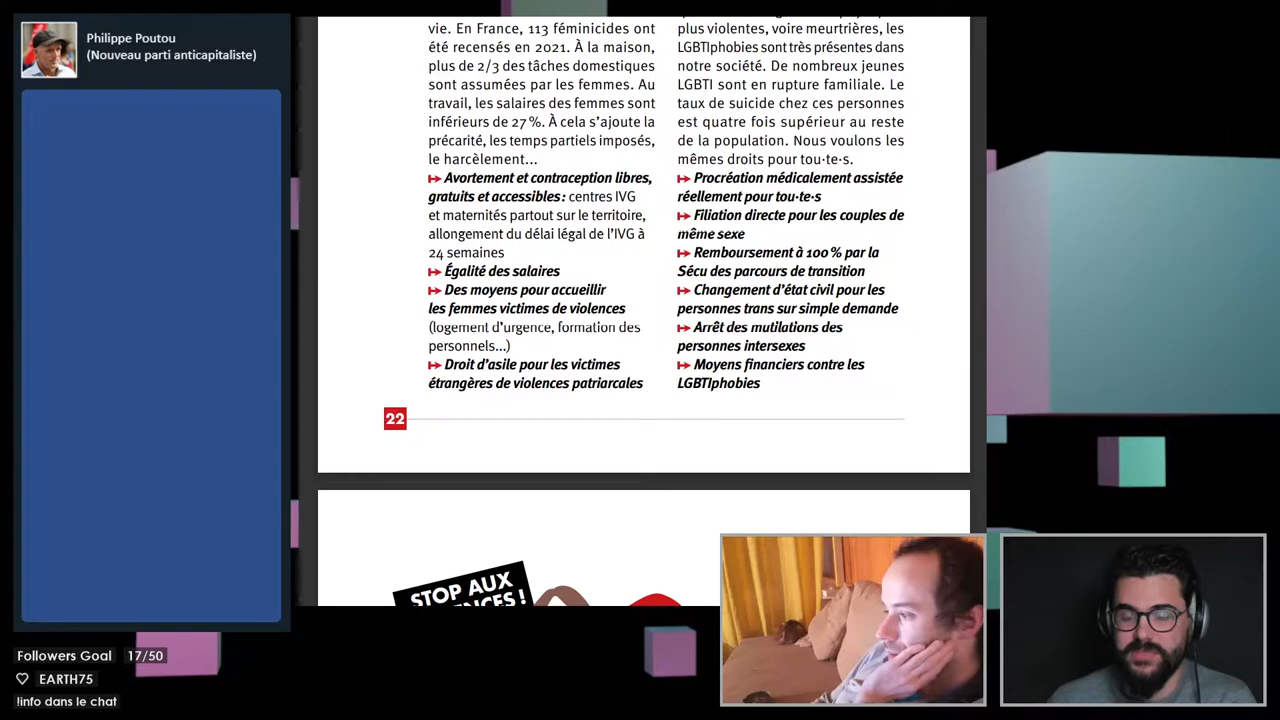 Philippe Poutou
(Nouveau parti anticapitaliste)
vie. En France, 113 féminicides ont
été recensés en 2021. À la maison,
plus de 2/3 des tâches domestiques
sont assumées par les femmes. Au
travail, les salaires des femmes sont
inférieurs de 27 %. À cela s'ajoute la
précarité, les temps partiels imposés,
le harcèlement...
↦ Avortement et contraception libres,
gratuits et accessibles : centres IVG
et maternités partout sur le territoire,
allongement du délai légal de l'IVG à
24 semaines
↦ Égalité des salaires
↦ Des moyens pour accueillir
les femmes victimes de violences
(logement d'urgence, formation des
personnels...)
↦ Droit d'asile pour les victimes
étrangères de violences patriarcales
plus violentes, voire meurtrières, les
LGBTIphobies sont très présentes dans
notre société. De nombreux jeunes
LGBTI sont en rupture familiale. Le
taux de suicide chez ces personnes
est quatre fois supérieur au reste
de la population. Nous voulons les
mêmes droits pour tou·te·s.
↦ Procréation médicalement assistée
réellement pour tou·te·s
↦ Filiation directe pour les couples de
même sexe
↦ Remboursement à 100 % par la
Sécu des parcours de transition
↦ Changement d'état civil pour les
personnes trans sur simple demande
↦ Arrêt des mutilations des
personnes intersexes
↦ Moyens financiers contre les
LGBTIphobies
22
STOP AUX
Followers Goal 17/50
EARTH75
!info dans le chat